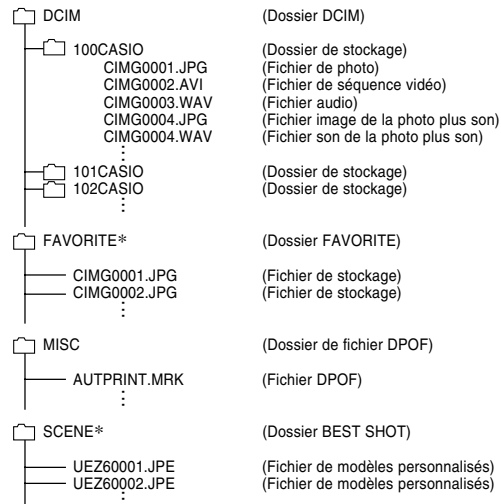 DCIM (Dossier DCIM)
100CASIO (Dossier de stockage)
CIMG0001.JPG (Fichier de photo)
CIMG0002.AVI (Fichier de séquence vidéo)
CIMG0003.WAV (Fichier audio)
CIMG0004.JPG (Fichier image de la photo plus son)
CIMG0004.WAV (Fichier son de la photo plus son)
101CASIO (Dossier de stockage)
102CASIO (Dossier de stockage)
FAVORITE* (Dossier FAVORITE)
CIMG0001.JPG (Fichier de stockage)
CIMG0002.JPG (Fichier de stockage)
MISC (Dossier de fichier DPOF)
AUTPRINT.MRK (Fichier DPOF)
SCENE* (Dossier BEST SHOT)
UEZ60001.JPE (Fichier de modèles personnalisés)
UEZ60002.JPE (Fichier de modèles personnalisés)